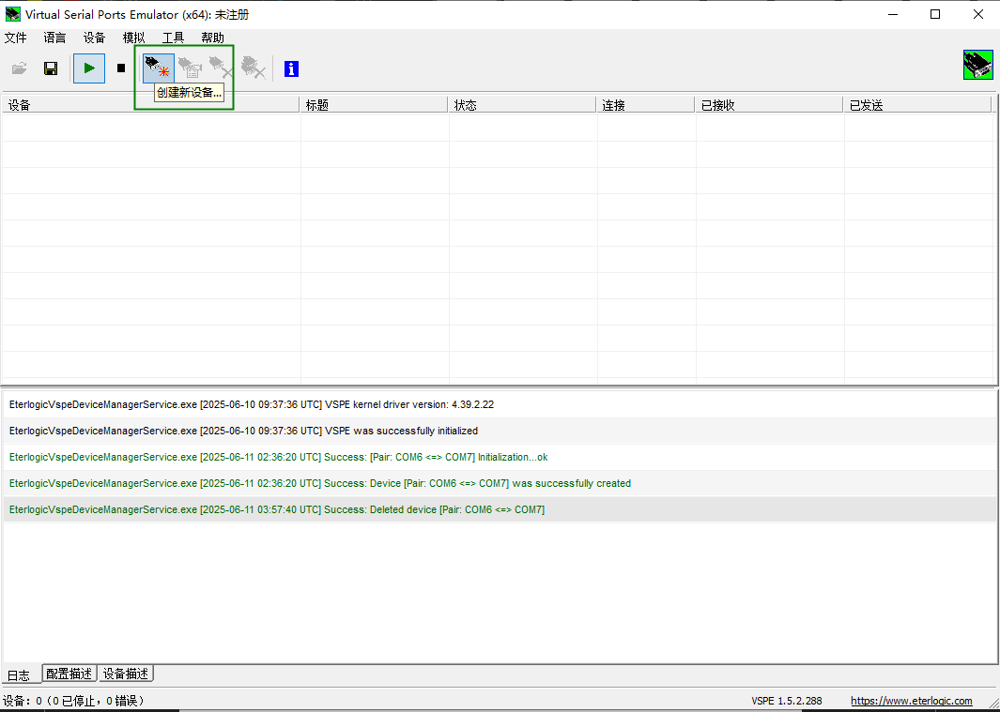 Virtual Serial Ports Emulator (x64): 未注册
文件 语言 设备 模拟 工具 帮助
创建新设备...
设备 标题 状态 连接 已接收 已发送
EterlogicVspeDeviceManagerService.exe [2025-06-10 09:37:36 UTC] VSPE kernel driver version: 4.39.2.22
EterlogicVspeDeviceManagerService.exe [2025-06-10 09:37:36 UTC] VSPE was successfully initialized
EterlogicVspeDeviceManagerService.exe [2025-06-11 02:36:20 UTC] Success: [Pair: COM6 <=> COM7] Initialization...ok
EterlogicVspeDeviceManagerService.exe [2025-06-11 02:36:20 UTC] Success: Device [Pair: COM6 <=> COM7] was successfully created
EterlogicVspeDeviceManagerService.exe [2025-06-11 03:57:40 UTC] Success: Deleted device [Pair: COM6 <=> COM7]
日志 配置描述 设备描述
设备：0（0 已停止，0 错误） VSPE 1.5.2.288 https://www.eterlogic.com